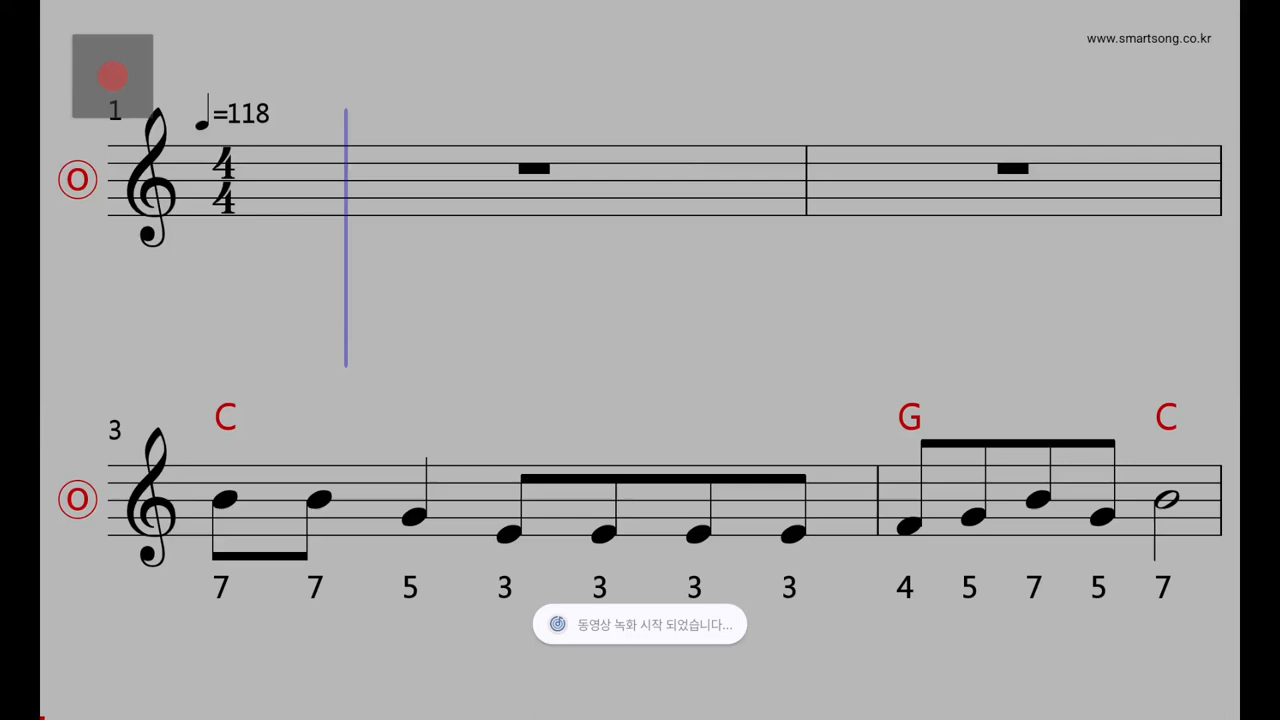 www.smartsong.co.kr
1
=118
O
4
4
C G C
3
O
7 7 5 3 3 3 3 4 5 7 5 7
동영상 녹화 시작 되었습니다...